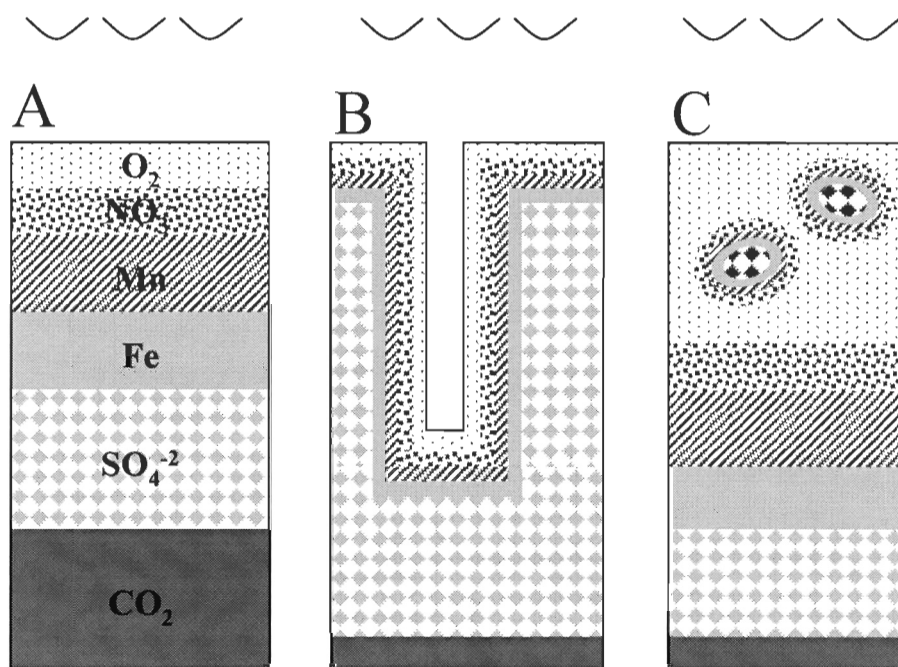 A B C
O₂
NO₃⁻
Mn
Fe
SO₄⁻²
CO₂